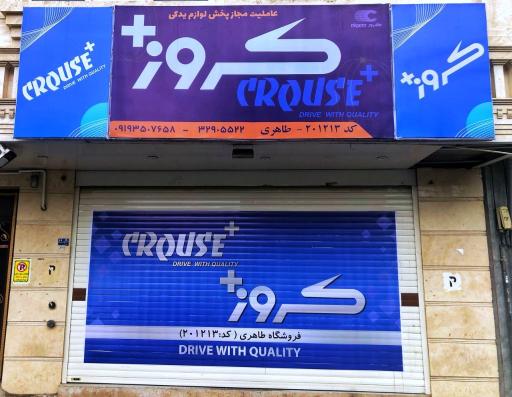 عاملیت مجاز پخش لوازم یدکی
کروز+
CROUSE+
DRIVE WITH QUALITY
کد ۲۰۱۲۱۳ - طاهری
۳۲۹۰۵۵۲۲ - ۰۹۱۹۳۵۰۷۶۵۸
CROUSE+
DRIVE WITH QUALITY
کروز+
CROUSE+
DRIVE WITH QUALITY
کروز+
فروشگاه طاهری (کد:۲۰۱۲۱۳)
DRIVE WITH QUALITY
P